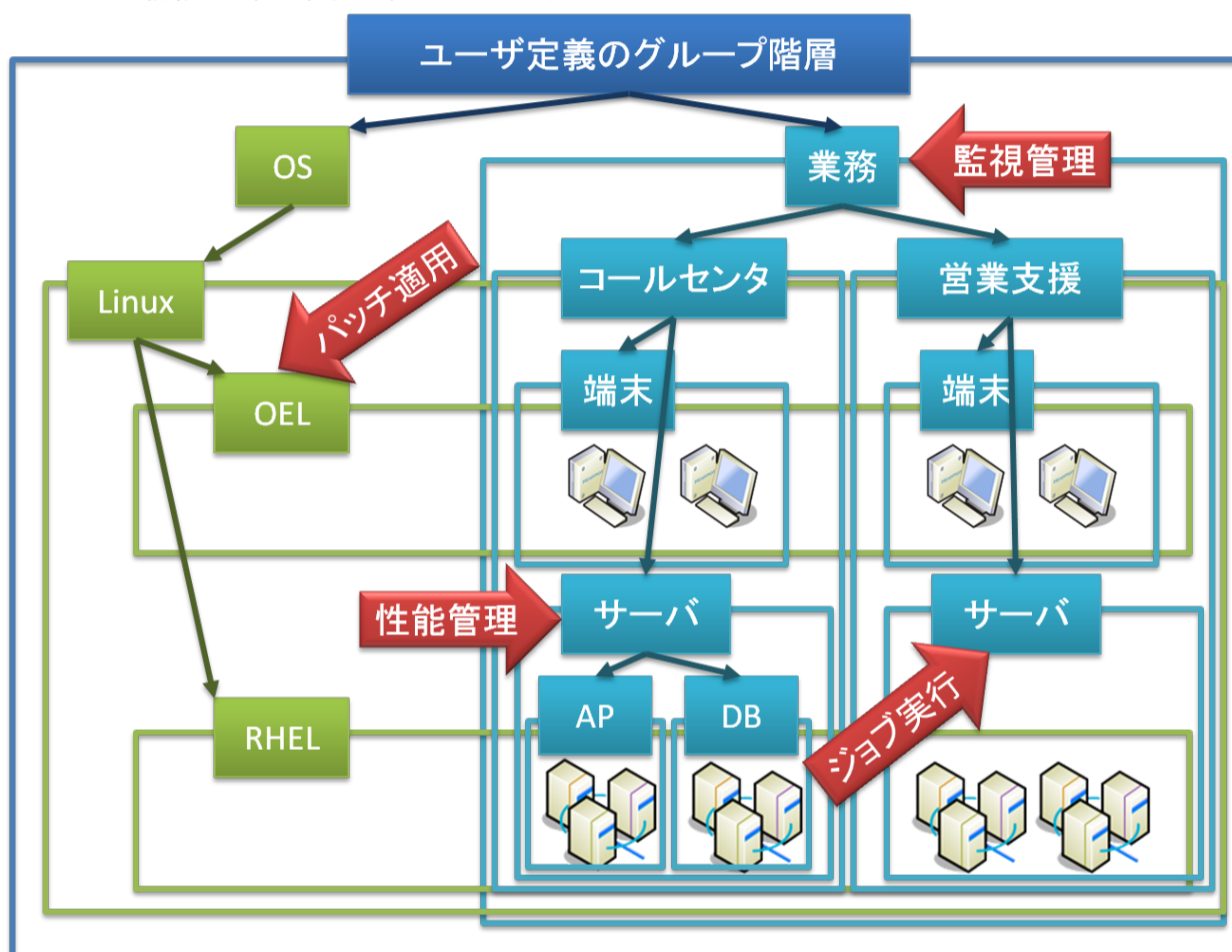 ユーザ定義のグループ階層
OS
業務
監視管理
Linux
パッチ適用
コールセンタ
営業支援
OEL
端末
端末
性能管理
サーバ
サーバ
RHEL
AP
DB
ジョブ実行